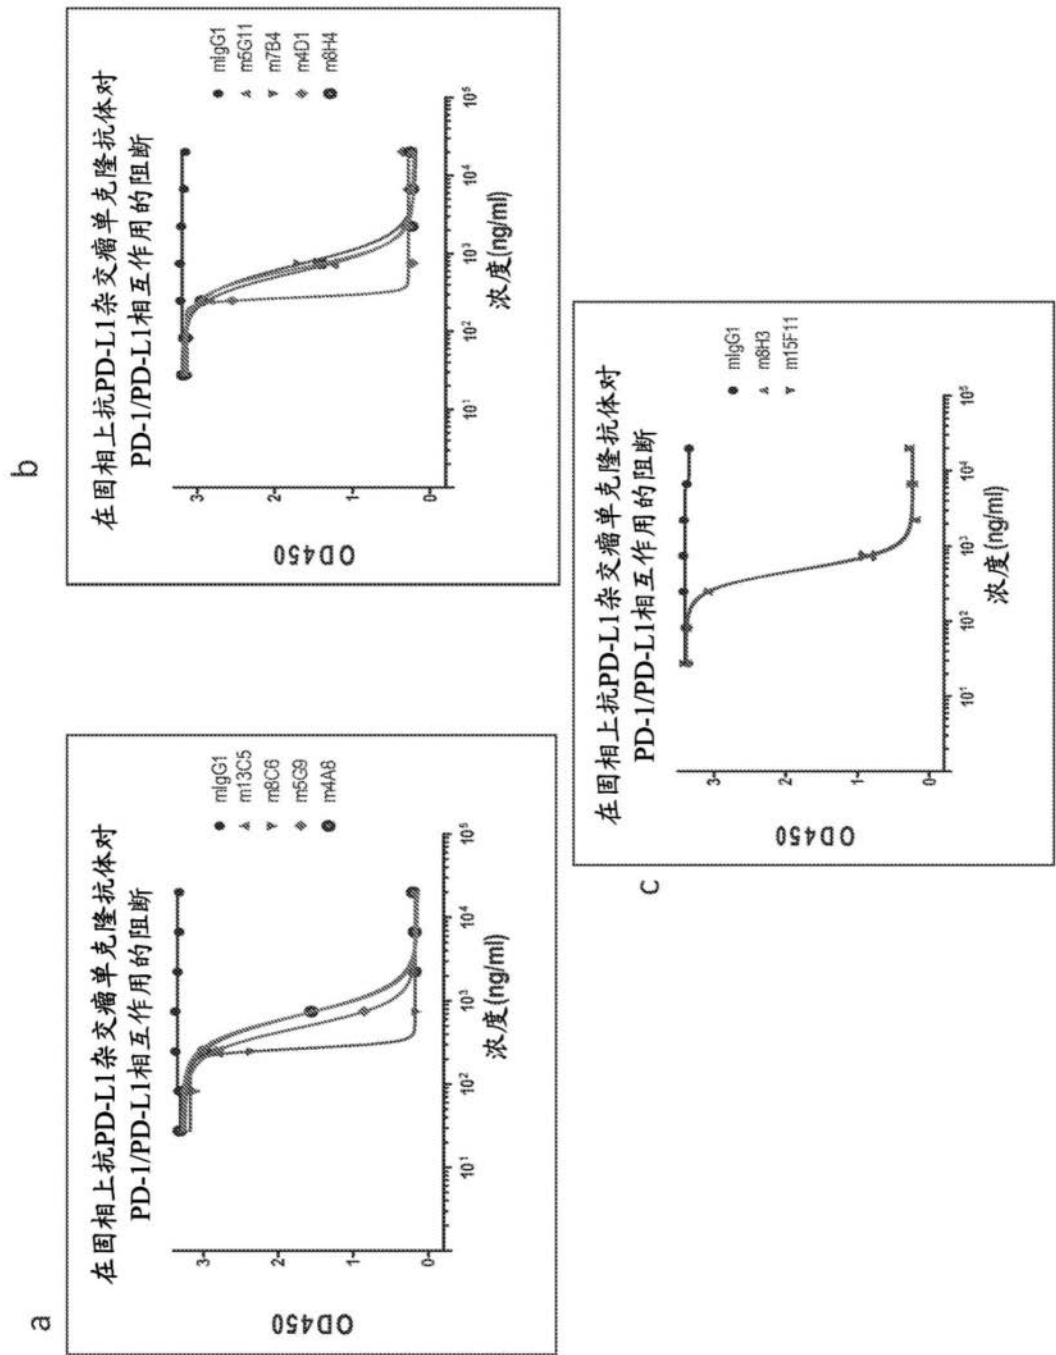 a
在固相上抗PD-L1杂交瘤单克隆抗体对
PD-1/PD-L1相互作用的阻断
OD450
3
2
1
0
10¹
10²
10³
10⁴
10⁵
浓度(ng/ml)
mIgG1
m13C5
m8C6
m5G9
m4A8
b
在固相上抗PD-L1杂交瘤单克隆抗体对
PD-1/PD-L1相互作用的阻断
OD450
3
2
1
0
10¹
10²
10³
10⁴
10⁵
浓度(ng/ml)
mIgG1
m5G11
m7B4
m4D1
m8H4
c
在固相上抗PD-L1杂交瘤单克隆抗体对
PD-1/PD-L1相互作用的阻断
OD450
3
2
1
0
10¹
10²
10³
10⁴
10⁵
浓度(ng/ml)
mIgG1
m8H3
m15F11